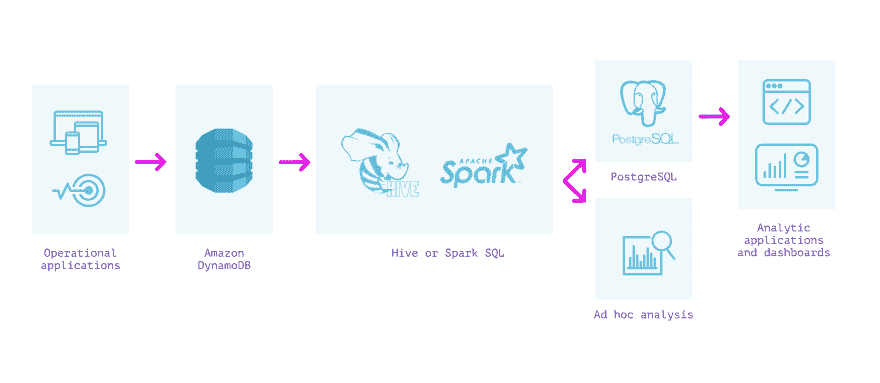 Operational
applications
Amazon
DynamoDB
HIVE
APACHE
Spark
Hive or Spark SQL
PostgreSQL
PostgreSQL
Ad hoc analysis
</>
Analytic
applications
and dashboards